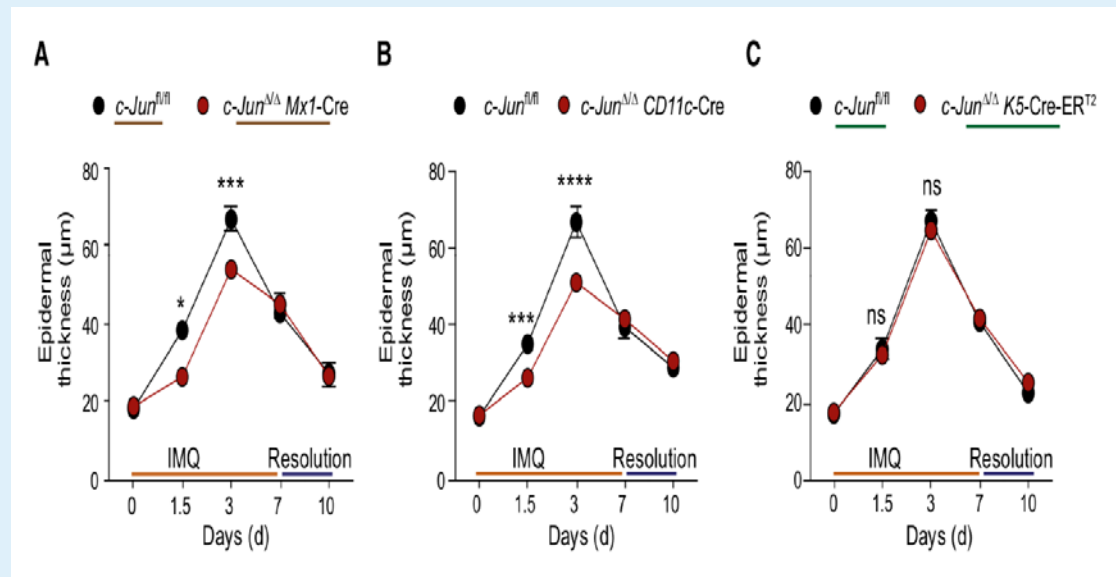 A
c-Jun^fl/fl c-Jun^Δ/Δ Mx1-Cre
Epidermal
thickness (μm)
80
60
40
20
0
***
*
IMQ Resolution
0 1.5 3 7 10
Days (d)
B
c-Jun^fl/fl c-Jun^Δ/Δ CD11c-Cre
Epidermal
thickness (μm)
80
60
40
20
0
****
***
IMQ Resolution
0 1.5 3 7 10
Days (d)
C
c-Jun^fl/fl c-Jun^Δ/Δ K5-Cre-ER^T2
Epidermal
thickness (μm)
80
60
40
20
0
ns
ns
IMQ Resolution
0 1.5 3 7 10
Days (d)